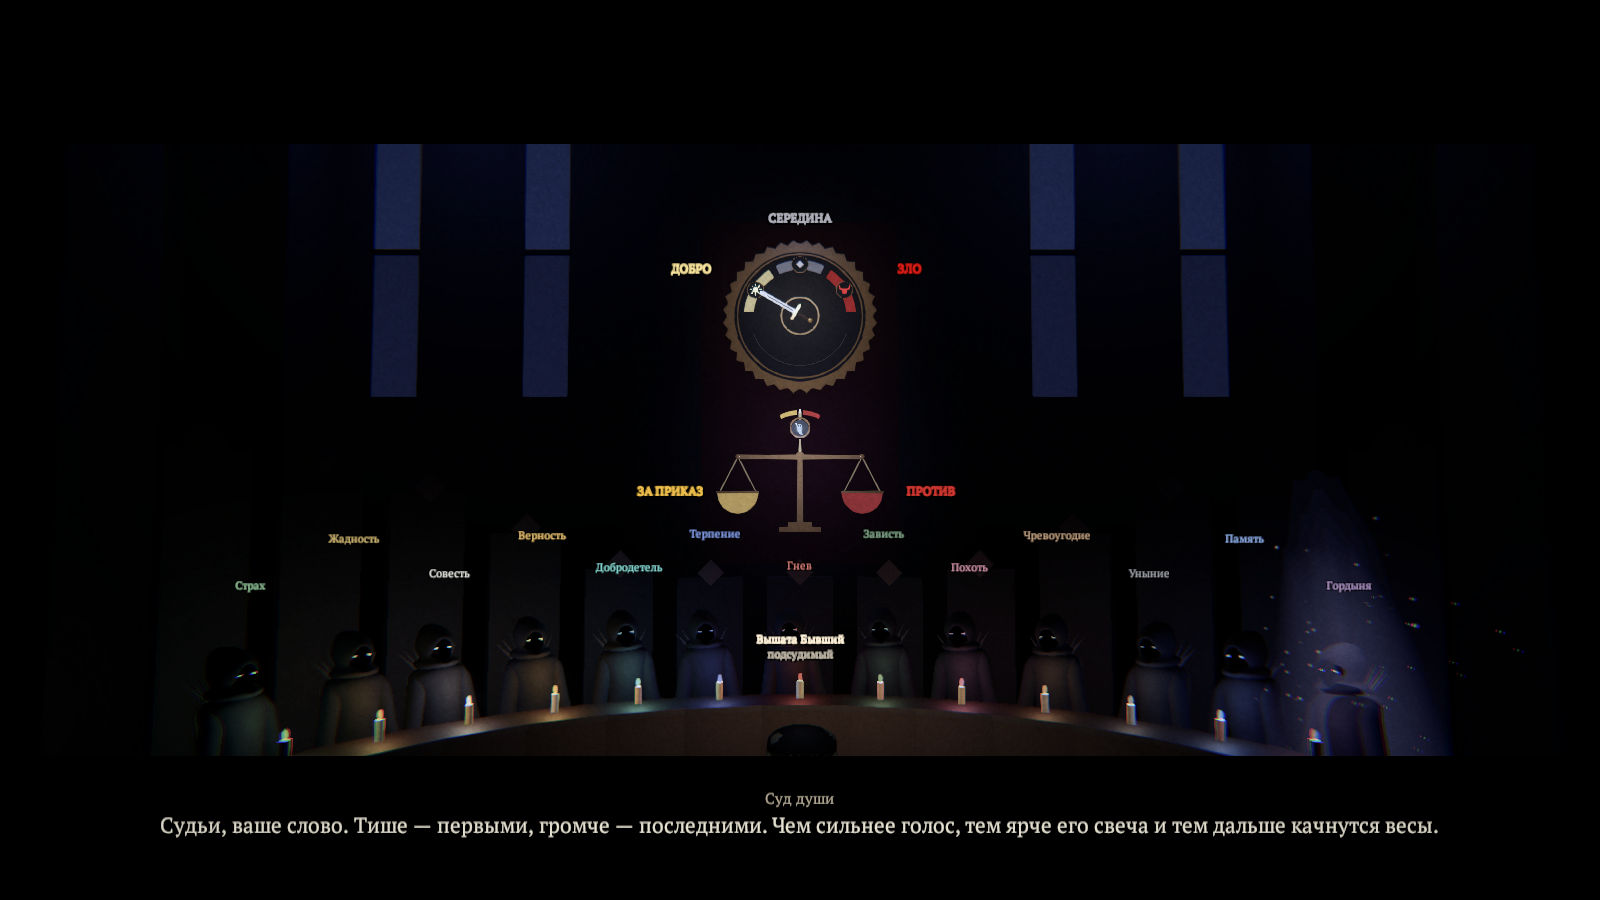 СЕРЕДИНА
ДОБРО
ЗЛО
ЗА ПРИКАЗ
ПРОТИВ
Жадность
Верность
Терпение
Зависть
Чревоугодие
Память
Страх
Совесть
Добродетель
Гнев
Похоть
Уныние
Гордыня
Вышата Бывший
подсудимый
Суд души
Судьи, ваше слово. Тише — первыми, громче — последними. Чем сильнее голос, тем ярче его свеча и тем дальше качнутся весы.